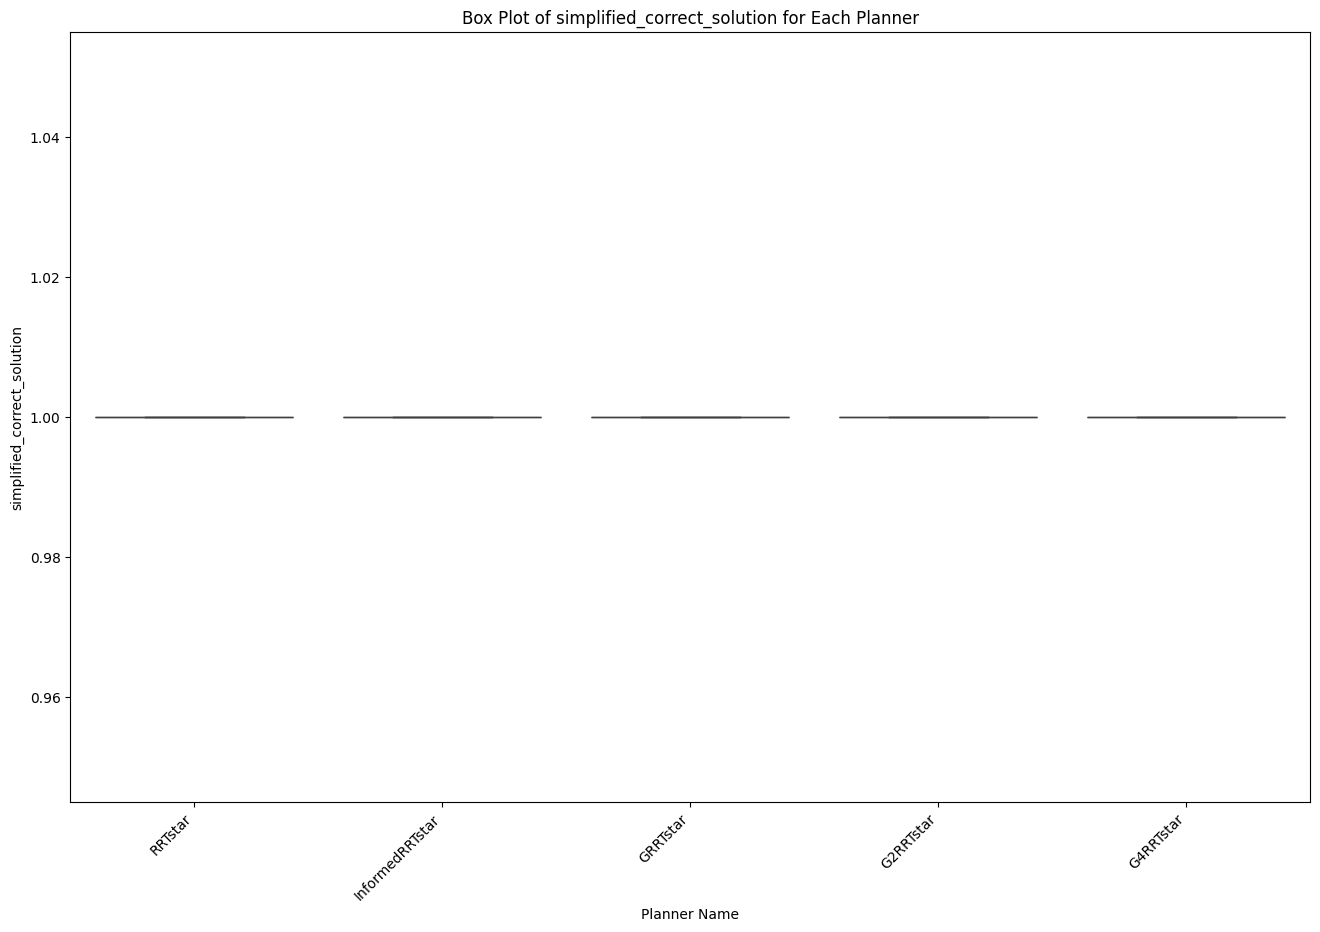 Box Plot of simplified_correct_solution for Each Planner
simplified_correct_solution
1.04
1.02
1.00
0.98
0.96
RRTstar
InformedRRTstar
GRRTstar
G2RRTstar
G4RRTstar
Planner Name